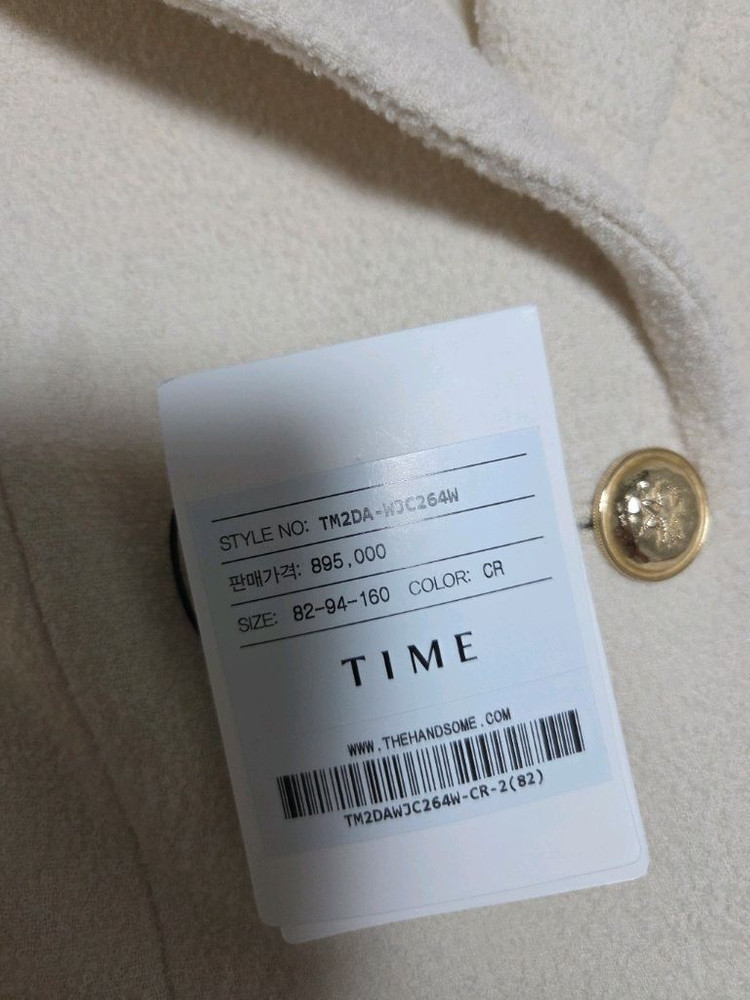 STYLE NO: TM2DA-WJC264W
판매가격: 895,000
SIZE: 82-94-160 COLOR: CR
TIME
WWW.THEHANDSOME.COM
TM2DAWJC264W-CR-2(82)